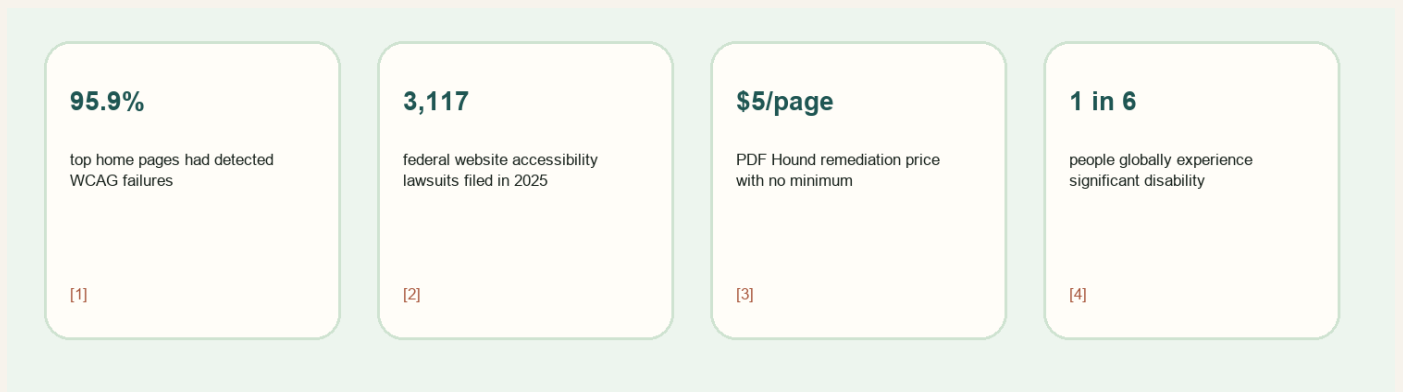 95.9%
top home pages had detected
WCAG failures
[1]
3,117
federal website accessibility
lawsuits filed in 2025
[2]
$5/page
PDF Hound remediation price
with no minimum
[3]
1 in 6
people globally experience
significant disability
[4]